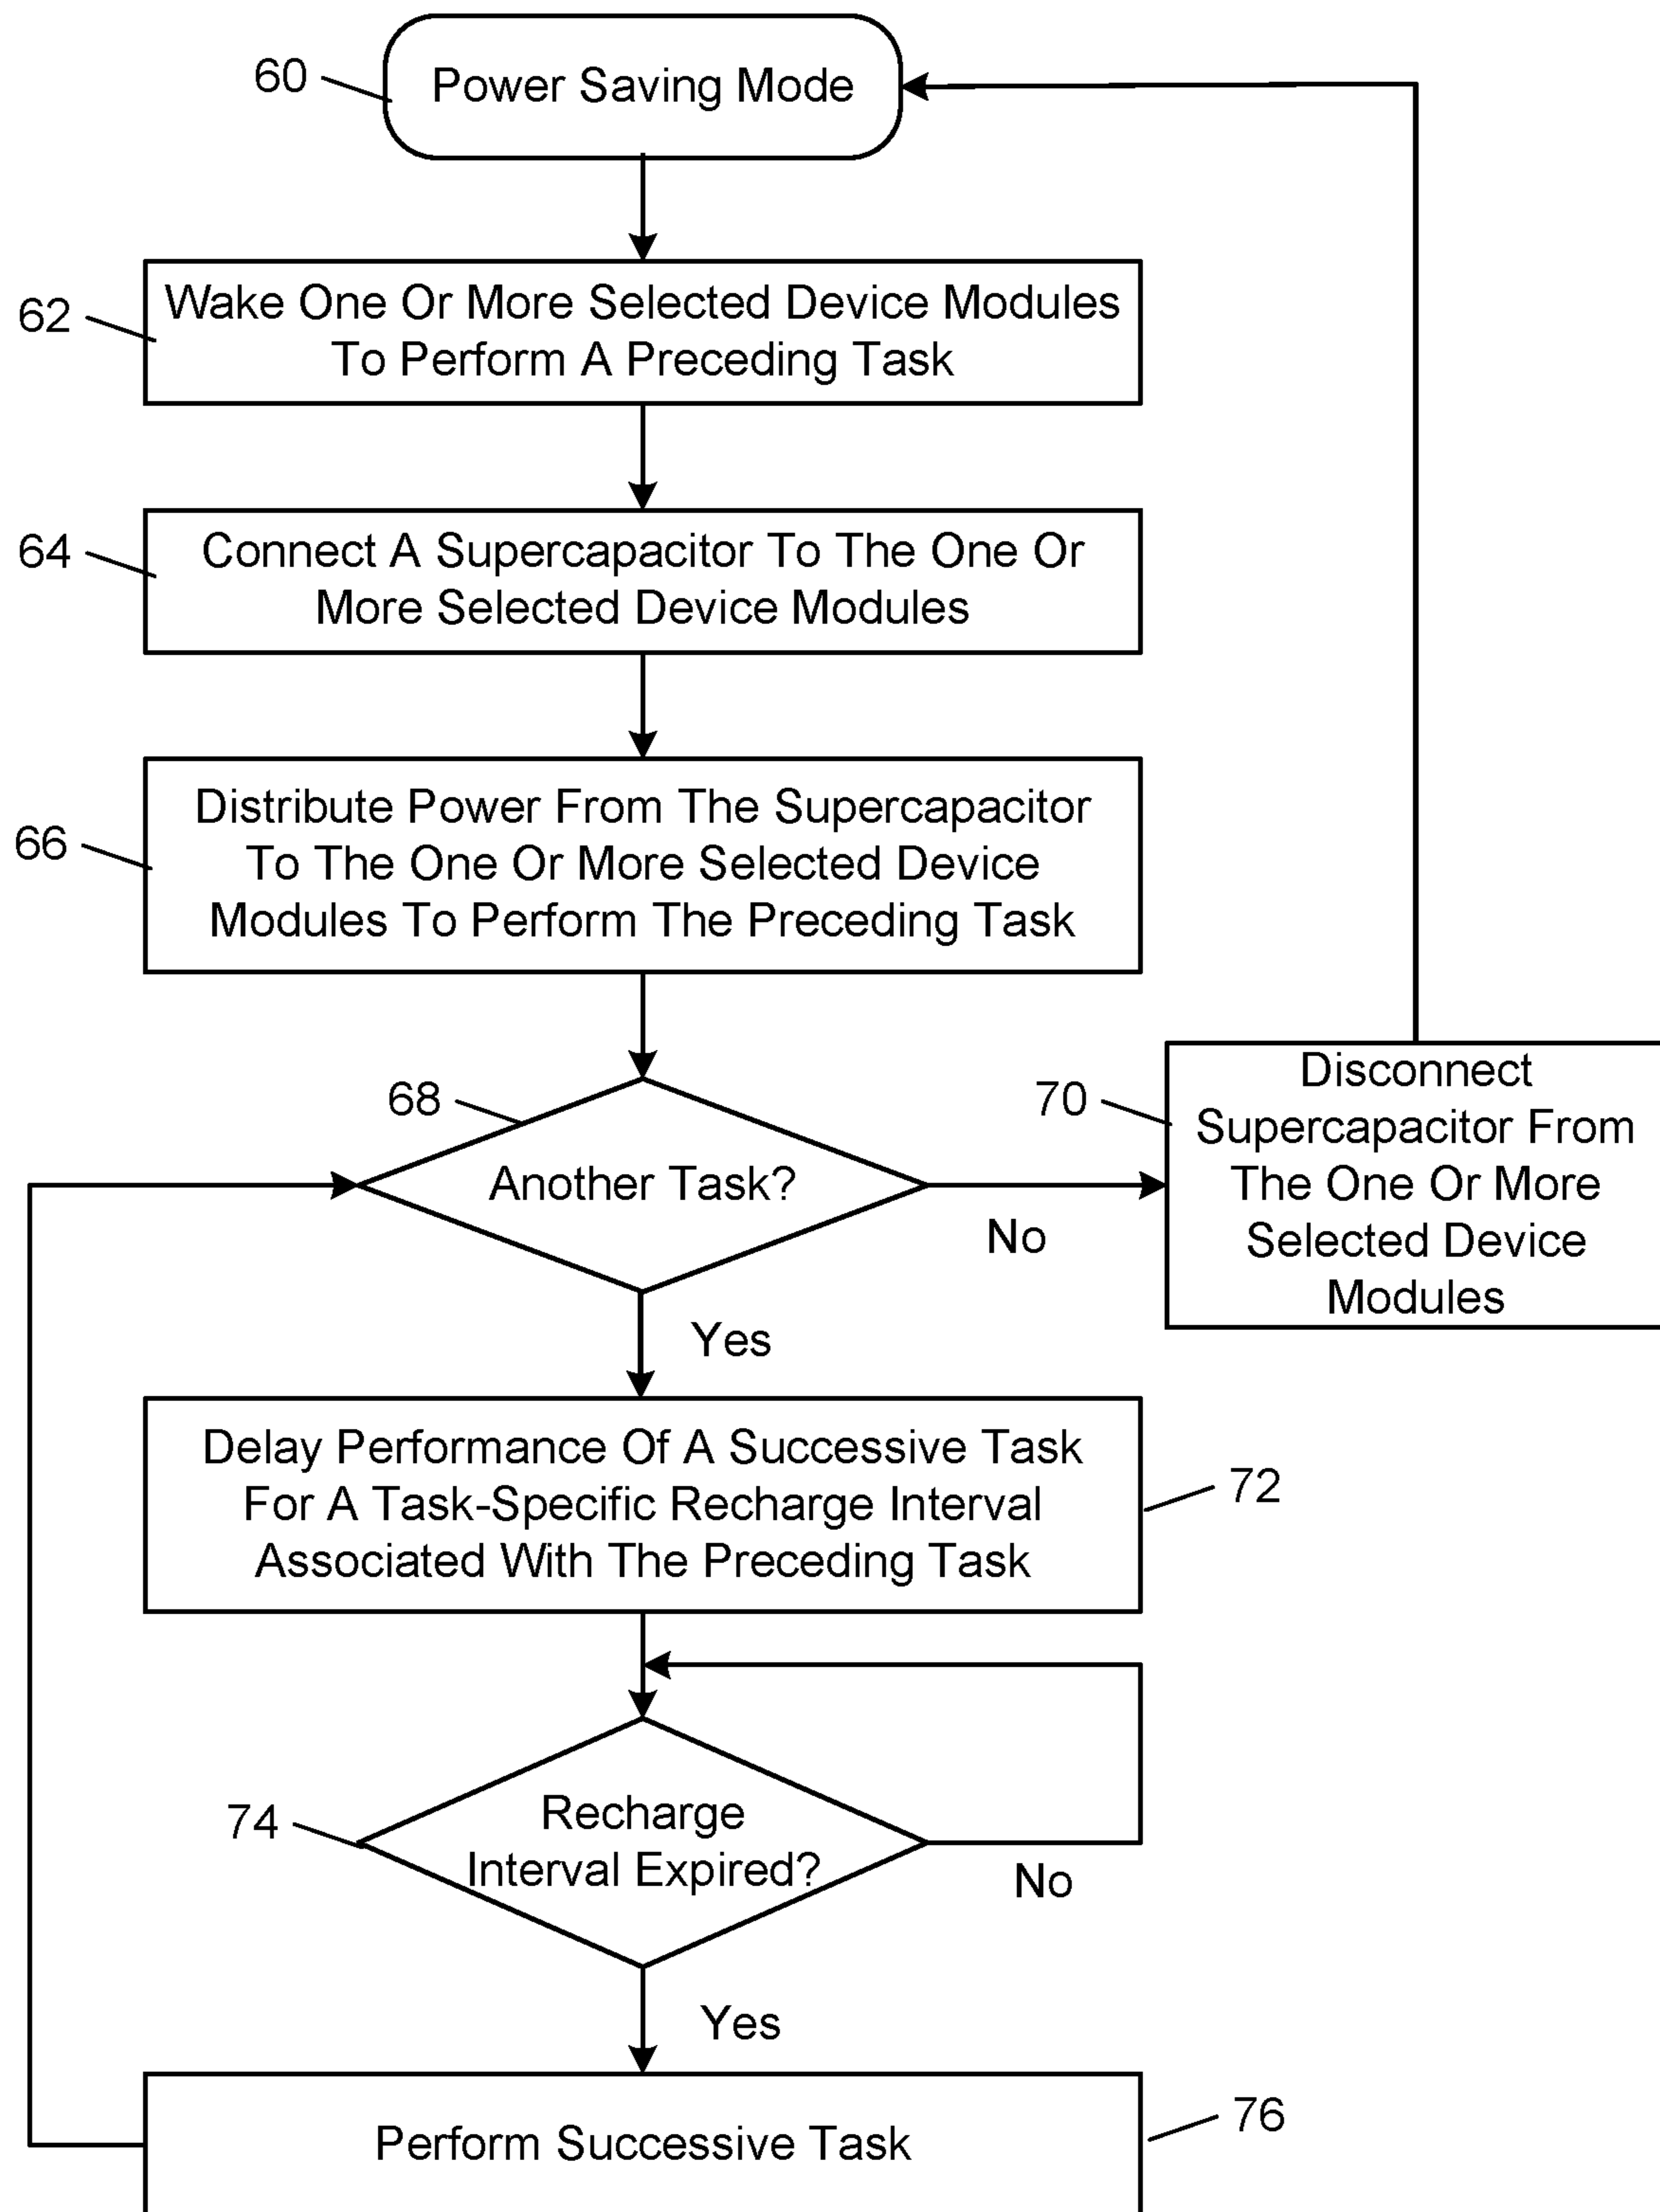 60
Power Saving Mode
62
Wake One Or More Selected Device Modules
To Perform A Preceding Task
64
Connect A Supercapacitor To The One Or
More Selected Device Modules
66
Distribute Power From The Supercapacitor
To The One Or More Selected Device
Modules To Perform The Preceding Task
68
Another Task?
No
70
Disconnect
Supercapacitor From
The One Or More
Selected Device
Modules
Yes
Delay Performance Of A Successive Task
For A Task-Specific Recharge Interval
Associated With The Preceding Task
72
74
Recharge
Interval Expired?
No
Yes
Perform Successive Task
76